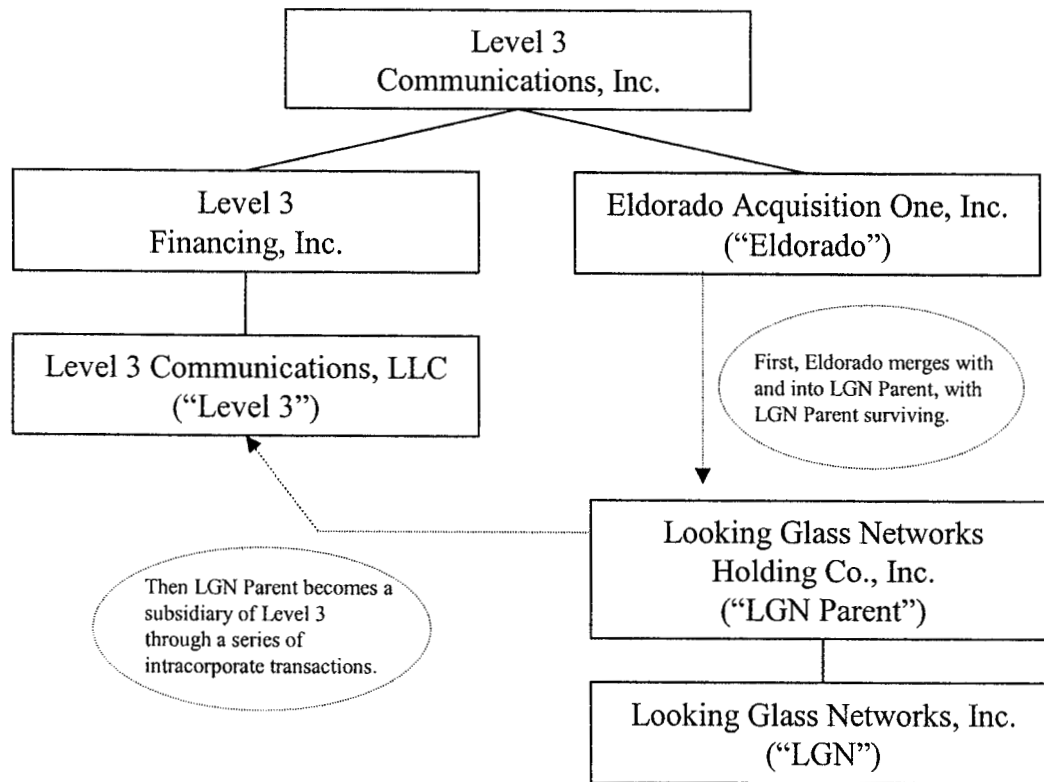 Level 3
Communications, Inc.
Level 3
Financing, Inc.
Eldorado Acquisition One, Inc.
(“Eldorado”)
Level 3 Communications, LLC
(“Level 3”)
First, Eldorado merges with
and into LGN Parent, with
LGN Parent surviving.
Looking Glass Networks
Holding Co., Inc.
(“LGN Parent”)
Then LGN Parent becomes a
subsidiary of Level 3
through a series of
intracorporate transactions.
Looking Glass Networks, Inc.
(“LGN”)